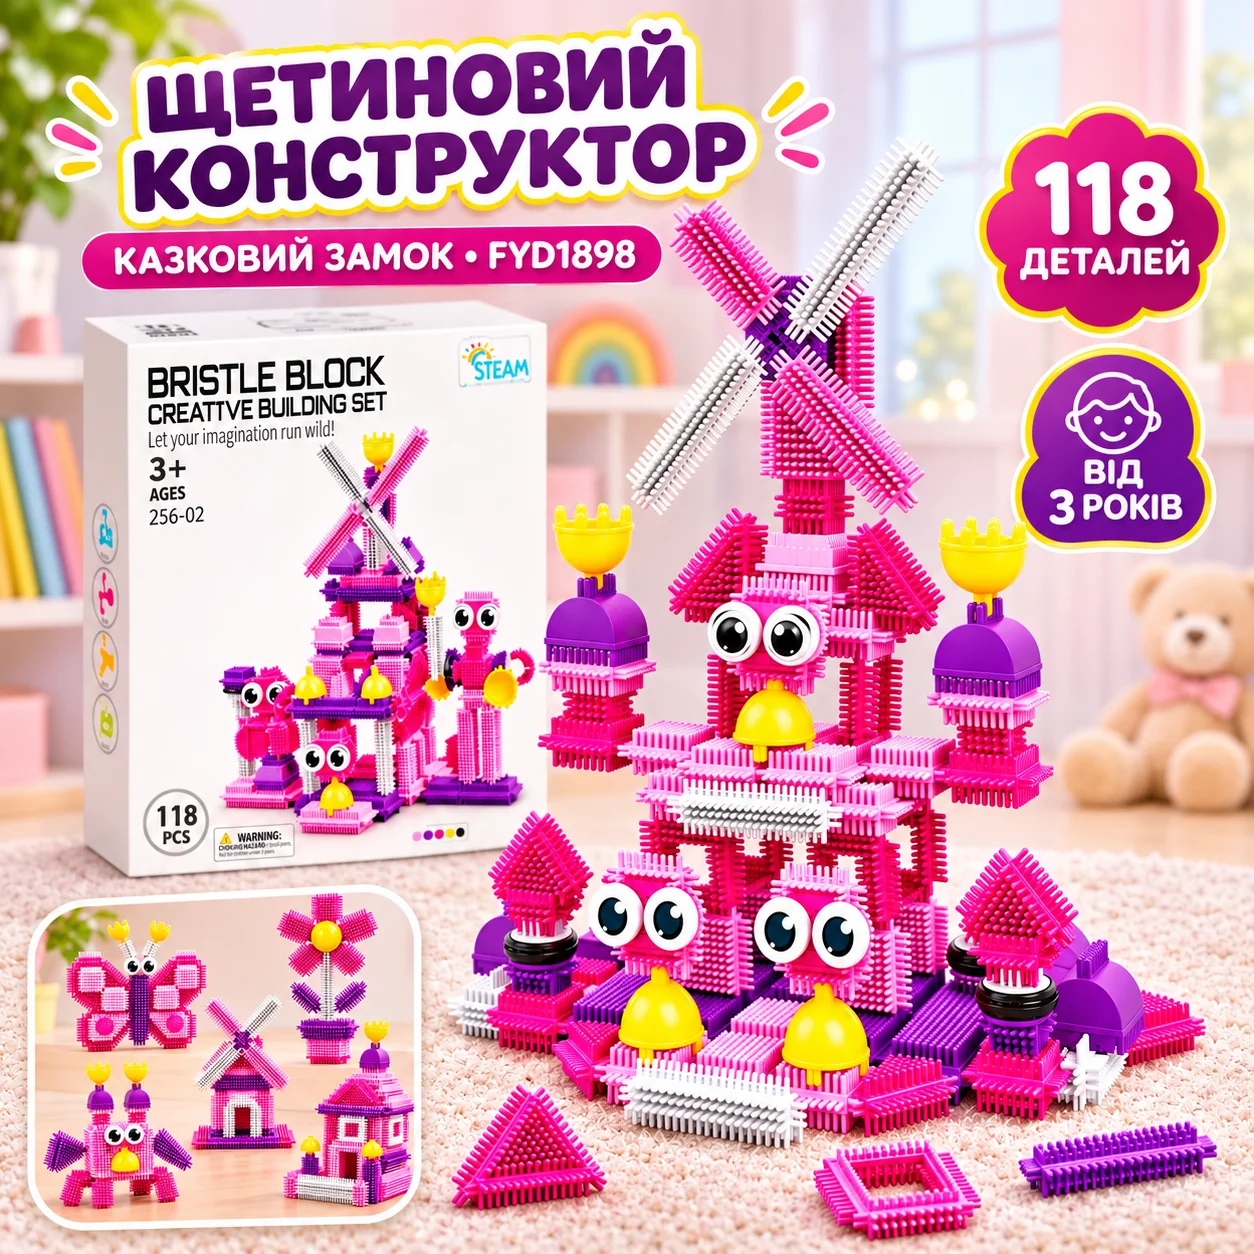 ЩЕТИНОВИЙ
КОНСТРУКТОР
КАЗКОВИЙ ЗАМОК • FYD1898
118
ДЕТАЛЕЙ
ВІД
3 РОКІВ
BRISTLE BLOCK
CREATTVE BUILDING SET
Let your imagination run wild!
3+
AGES
256-02
STEAM
118
PCS
WARNING: